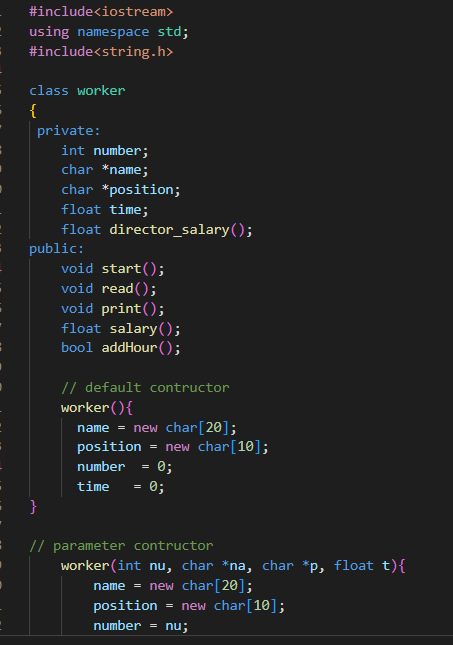 #include<iostream>
using namespace std;
#include<string.h>
class worker
{
private:
int number;
char *name;
char *position;
float time;
float director_salary();
public:
void start();
void read();
void print();
float salary();
bool addHour();
// default contructor
worker(){
name = new char[20];
position = new char[10];
number  = 0;
time   = 0;
}
// parameter contructor
worker(int nu, char *na, char *p, float t){
name = new char[20];
position = new char[10];
number = nu;